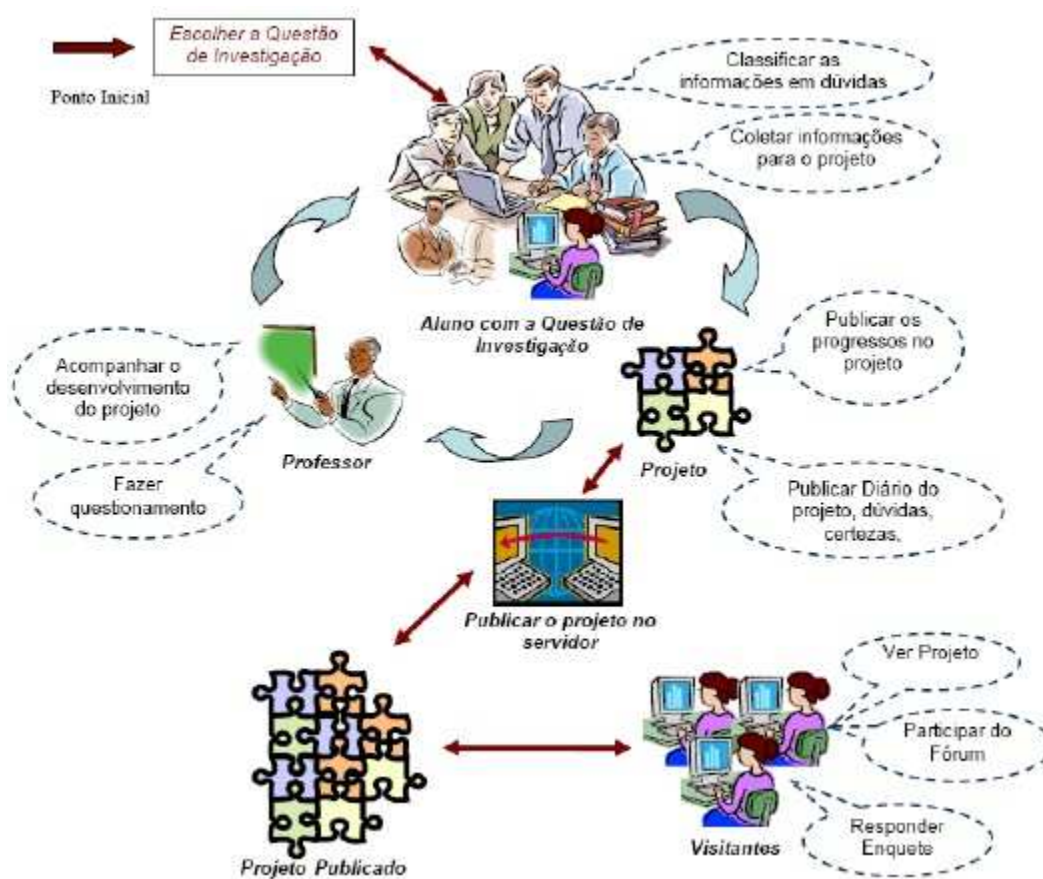 Escolher a Questão
de Investigação
Ponto Inicial
Classificar as
informações em dúvidas
Coletar informações
para o projeto
Aluno com a Questão de
Investigação
Publicar os
progressos no
projeto
Acompanhar o
desenvolvimento
do projeto
Professor
Projeto
Fazer
questionamento
Publicar Diário do
projeto, dúvidas,
certezas,
Publicar o projeto no
servidor
Ver Projeto
Participar do
Fórum
Responder
Enquete
Visitantes
Projeto Publicado